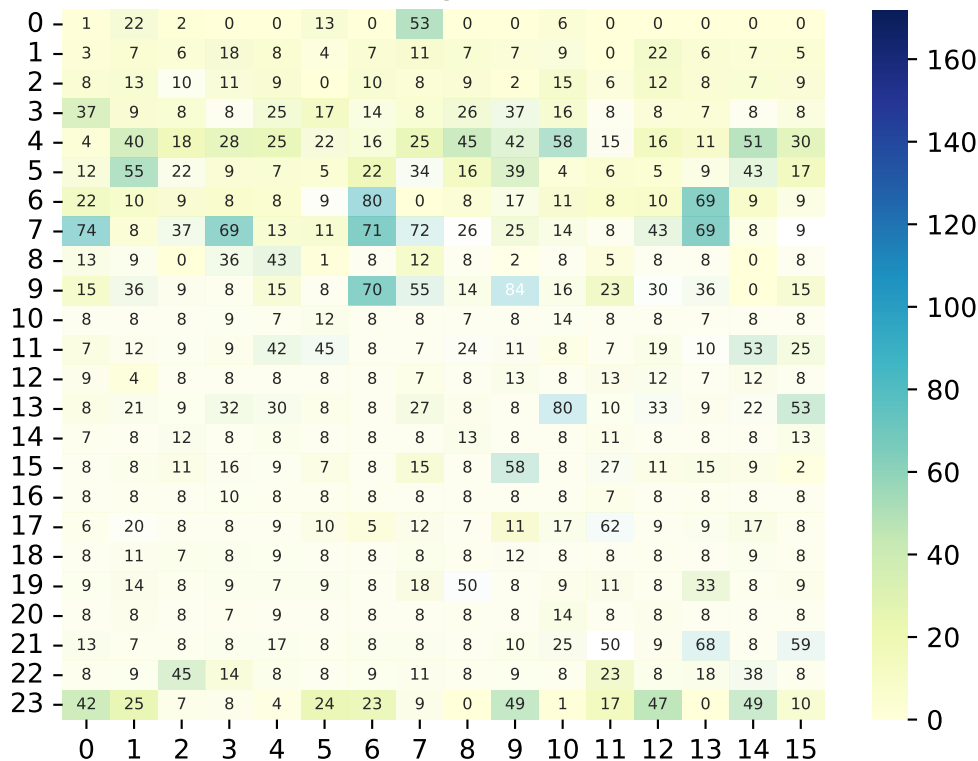 0 1 22 2 0 0 13 0 53 0 0 6 0 0 0 0 0
1 3 7 6 18 8 4 7 11 7 7 9 0 22 6 7 5
2 8 13 10 11 9 0 10 8 9 2 15 6 12 8 7 9
3 37 9 8 8 25 17 14 8 26 37 16 8 8 7 8 8
4 4 40 18 28 25 22 16 25 45 42 58 15 16 11 51 30
5 12 55 22 9 7 5 22 34 16 39 4 6 5 9 43 17
6 22 10 9 8 8 9 80 0 8 17 11 8 10 69 9 9
7 74 8 37 69 13 11 71 72 26 25 14 8 43 69 8 9
8 13 9 0 36 43 1 8 12 8 2 8 5 8 8 0 8
9 15 36 9 8 15 8 70 55 14 84 16 23 30 36 0 15
10 8 8 8 9 7 12 8 8 7 8 14 8 8 7 8 8
11 7 12 9 9 42 45 8 7 24 11 8 7 19 10 53 25
12 9 4 8 8 8 8 8 7 8 13 8 13 12 7 12 8
13 8 21 9 32 30 8 8 27 8 8 80 10 33 9 22 53
14 7 8 12 8 8 8 8 8 13 8 8 11 8 8 8 13
15 8 8 11 16 9 7 8 15 8 58 8 27 11 15 9 2
16 8 8 8 10 8 8 8 8 8 8 8 7 8 8 8 8
17 6 20 8 8 9 10 5 12 7 11 17 62 9 9 17 8
18 8 11 7 8 9 8 8 8 8 12 8 8 8 8 9 8
19 9 14 8 9 7 9 8 18 50 8 9 11 8 33 8 9
20 8 8 8 7 9 8 8 8 8 8 14 8 8 8 8 8
21 13 7 8 8 17 8 8 8 8 10 25 50 9 68 8 59
22 8 9 45 14 8 8 9 11 8 9 8 23 8 18 38 8
23 42 25 7 8 4 24 23 9 0 49 1 17 47 0 49 10
0 1 2 3 4 5 6 7 8 9 10 11 12 13 14 15
160
140
120
100
80
60
40
20
0